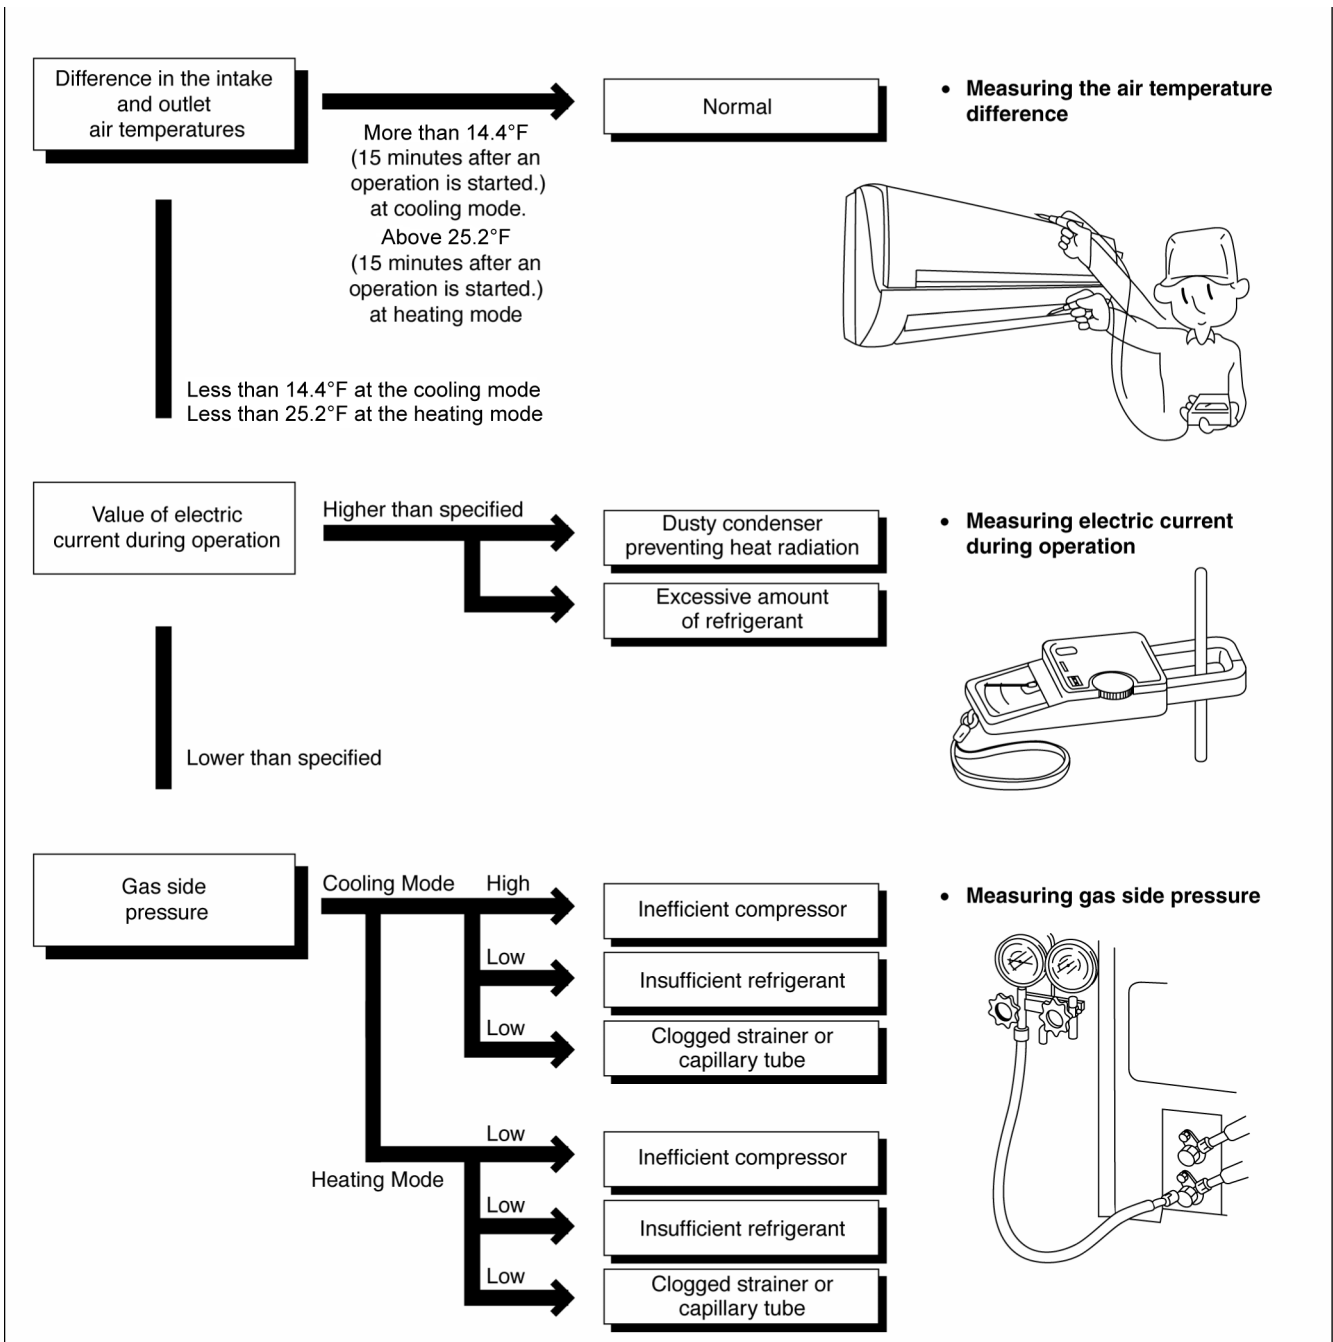 Difference in the intake
and outlet
air temperatures
More than 14.4°F
(15 minutes after an
operation is started.)
at cooling mode.
Above 25.2°F
(15 minutes after an
operation is started.)
at heating mode
Normal
• Measuring the air temperature
difference
Less than 14.4°F at the cooling mode
Less than 25.2°F at the heating mode
Value of electric
current during operation
Higher than specified
Dusty condenser
preventing heat radiation
Excessive amount
of refrigerant
• Measuring electric current
during operation
Lower than specified
Gas side
pressure
Cooling Mode
High
Inefficient compressor
Low
Insufficient refrigerant
Low
Clogged strainer or
capillary tube
Heating Mode
Low
Inefficient compressor
Low
Insufficient refrigerant
Low
Clogged strainer or
capillary tube
• Measuring gas side pressure